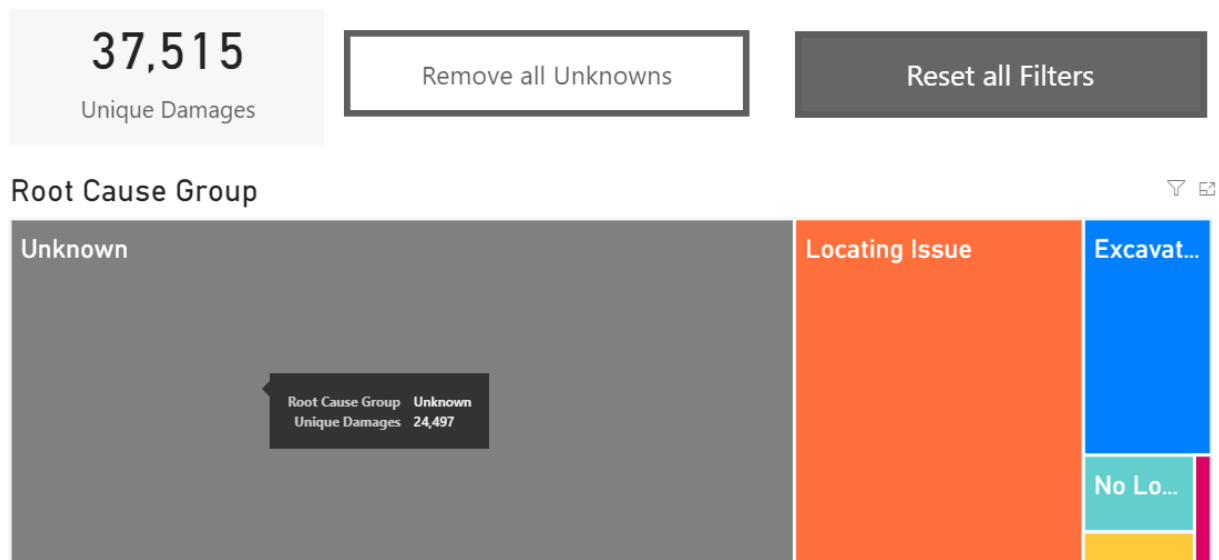 37,515
Unique Damages
Remove all Unknowns
Reset all Filters
Root Cause Group
Unknown
Locating Issue
Excavat...
Root Cause Group Unknown
Unique Damages 24,497
No Lo...